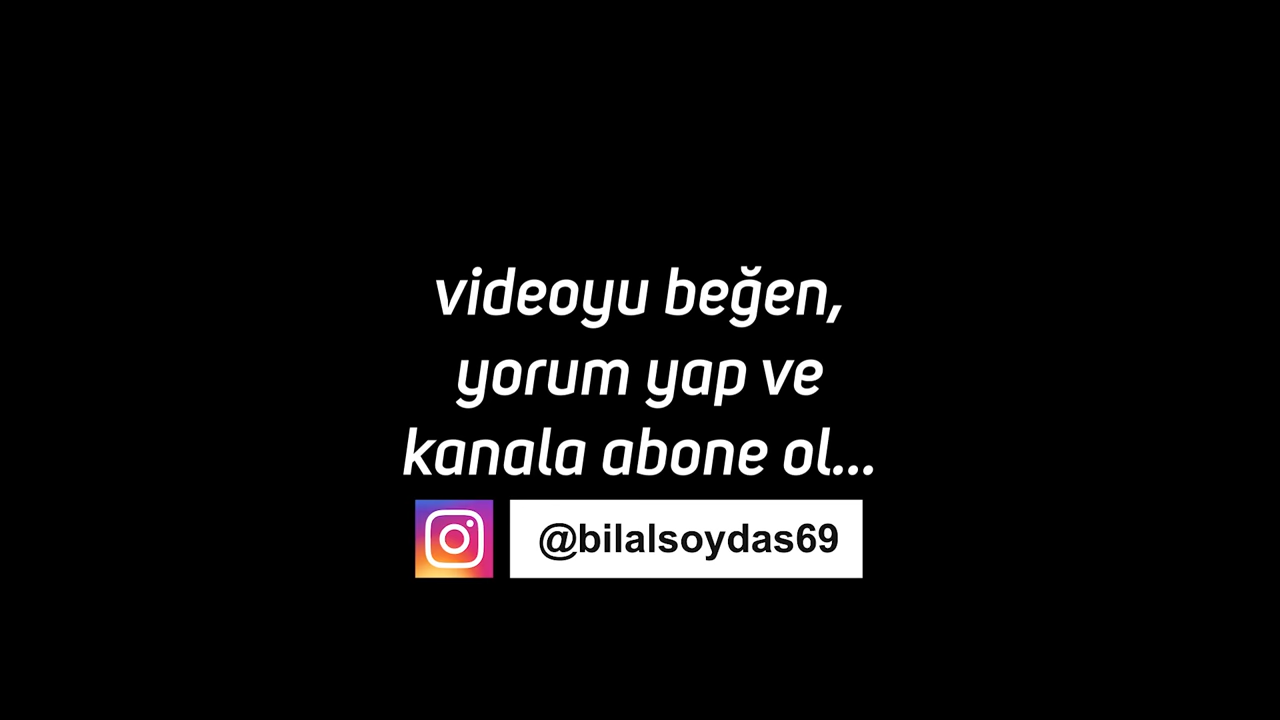 videoyu beğen,
yorum yap ve
kanala abone ol...
@bilalsoydas69